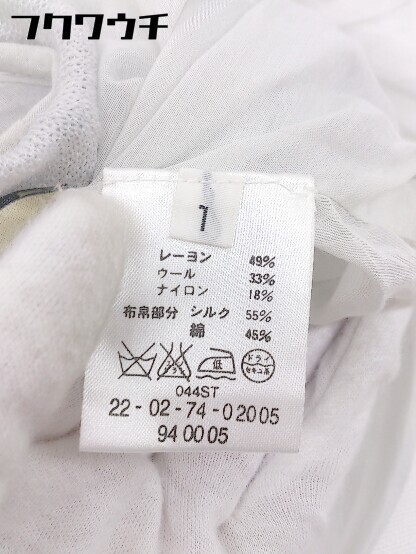 フクワウチ
1
レーヨン 49%
ウール 33%
ナイロン 18%
布帛部分 シルク 55%
綿 45%
低 ドライ セキユ系
044ST
22-02-74-02005
940005